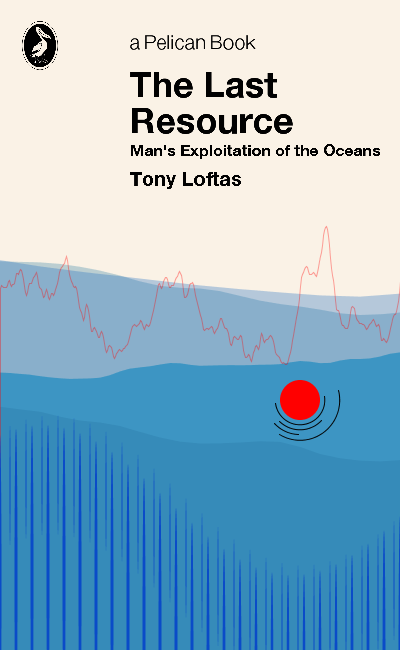 a Pelican Book
The Last
Resource
Man's Exploitation of the Oceans
Tony Loftas